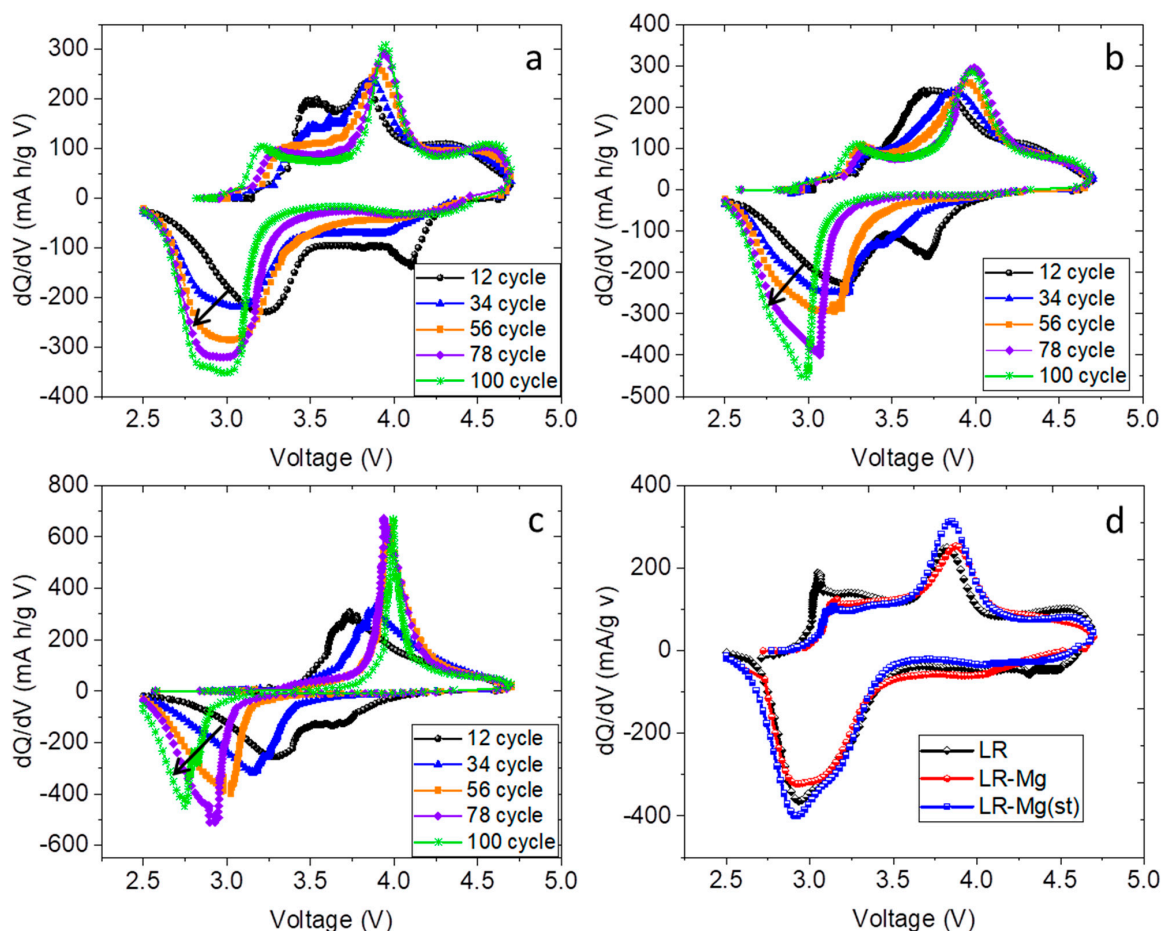 a
dQ/dV (mA h/g V)
300
200
100
0
-100
-200
-300
-400
2.5 3.0 3.5 4.0 4.5 5.0
Voltage (V)
12 cycle
34 cycle
56 cycle
78 cycle
100 cycle
b
dQ/dV (mA h/g V)
400
300
200
100
0
-100
-200
-300
-400
-500
2.5 3.0 3.5 4.0 4.5 5.0
Voltage (V)
12 cycle
34 cycle
56 cycle
78 cycle
100 cycle
c
dQ/dV (mA h/g V)
800
600
400
200
0
-200
-400
-600
2.5 3.0 3.5 4.0 4.5 5.0
Voltage (V)
12 cycle
34 cycle
56 cycle
78 cycle
100 cycle
d
dQ/dV (mA/g v)
400
200
0
-200
-400
2.5 3.0 3.5 4.0 4.5 5.0
Voltage (V)
LR
LR-Mg
LR-Mg(st)